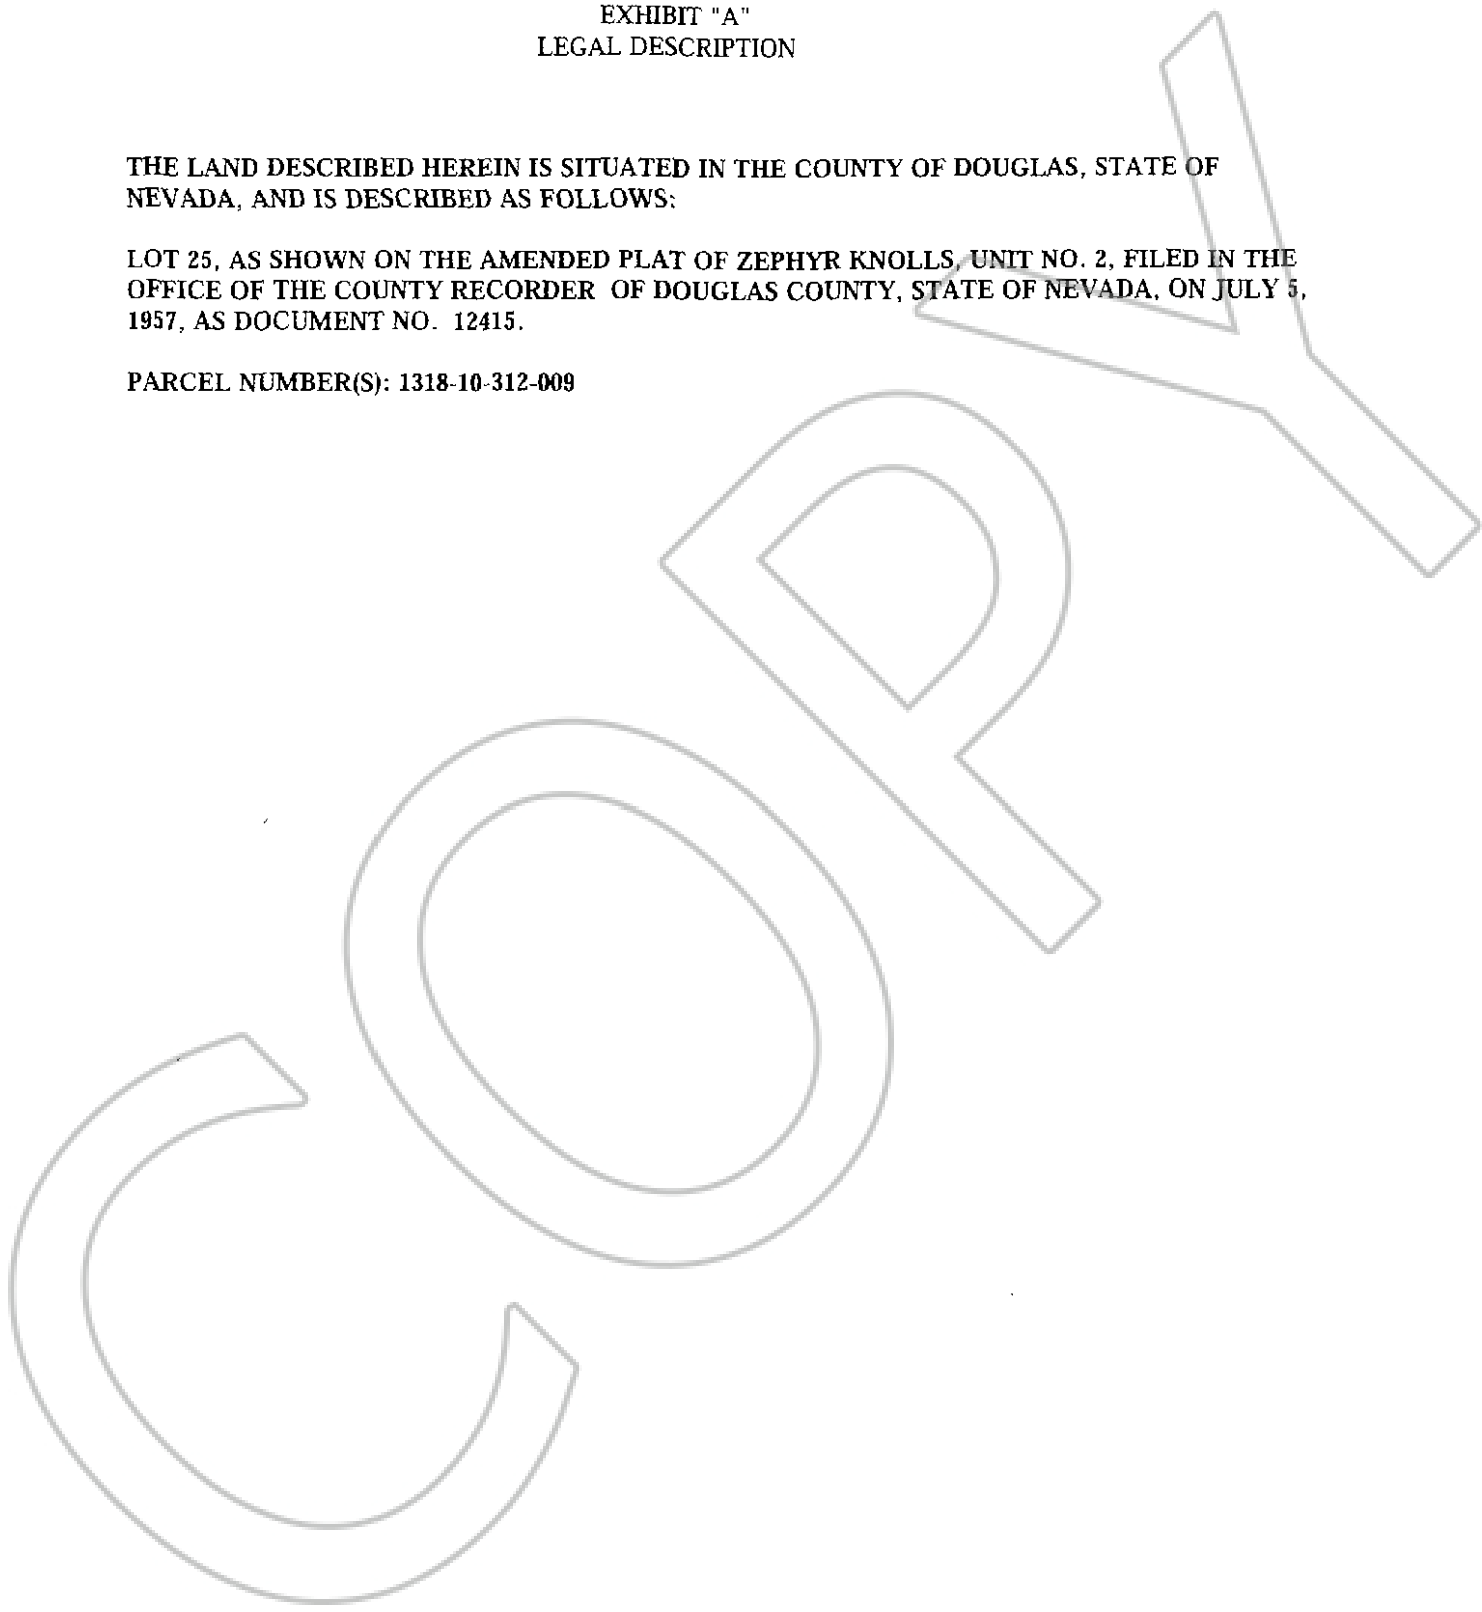 EXHIBIT "A"
LEGAL DESCRIPTION
THE LAND DESCRIBED HEREIN IS SITUATED IN THE COUNTY OF DOUGLAS, STATE OF
NEVADA, AND IS DESCRIBED AS FOLLOWS:
LOT 25, AS SHOWN ON THE AMENDED PLAT OF ZEPHYR KNOLLS, UNIT NO. 2, FILED IN THE
OFFICE OF THE COUNTY RECORDER OF DOUGLAS COUNTY, STATE OF NEVADA, ON JULY 5,
1957, AS DOCUMENT NO. 12415.
PARCEL NUMBER(S): 1318-10-312-009
COPY